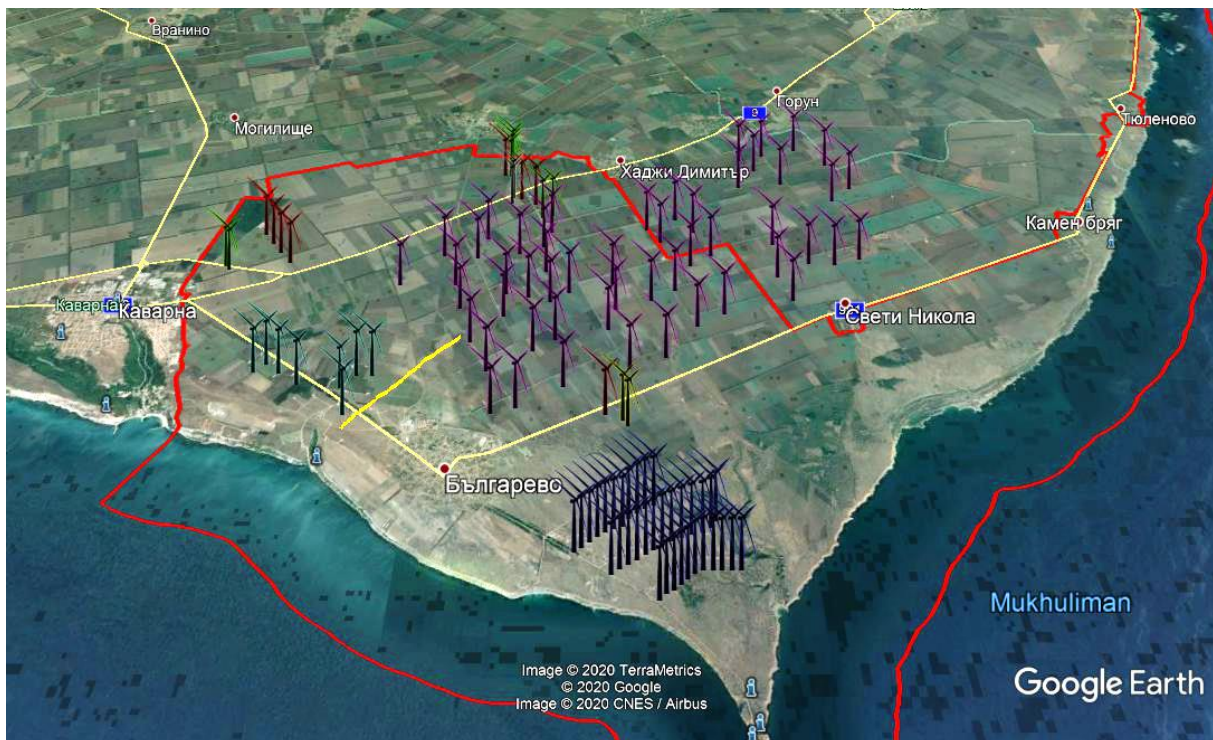 Вранино
Могилище
9
Горун
Тюленово
Хаджи Димитър
Камен бряг
Каварна
Каварна
Свети Никола
Българево
Mukhuliman
Image © 2020 TerraMetrics
© 2020 Google
Image © 2020 CNES / Airbus
Google Earth